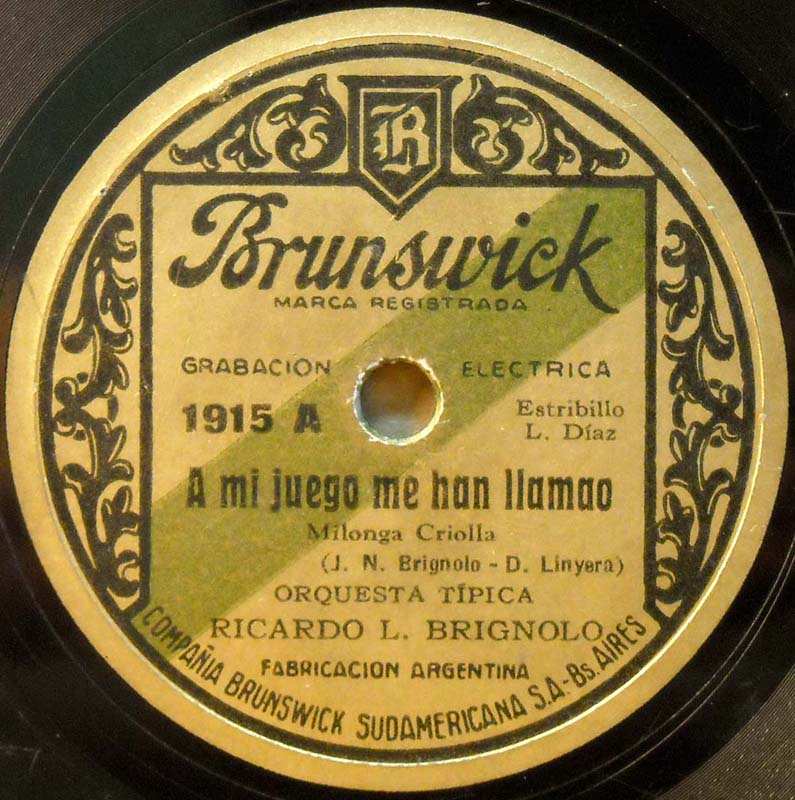 B
Brunswick
MARCA REGISTRADA
GRABACION ELECTRICA
1915 A
Estribillo
L. Díaz
A mi juego me han llamao
Milonga Criolla
(J. N. Brignolo - D. Linyera)
ORQUESTA TÍPICA
RICARDO L. BRIGNOLO
FABRICACION ARGENTINA
COMPAÑIA BRUNSWICK SUDAMERICANA S.A.-Bs. AIRES